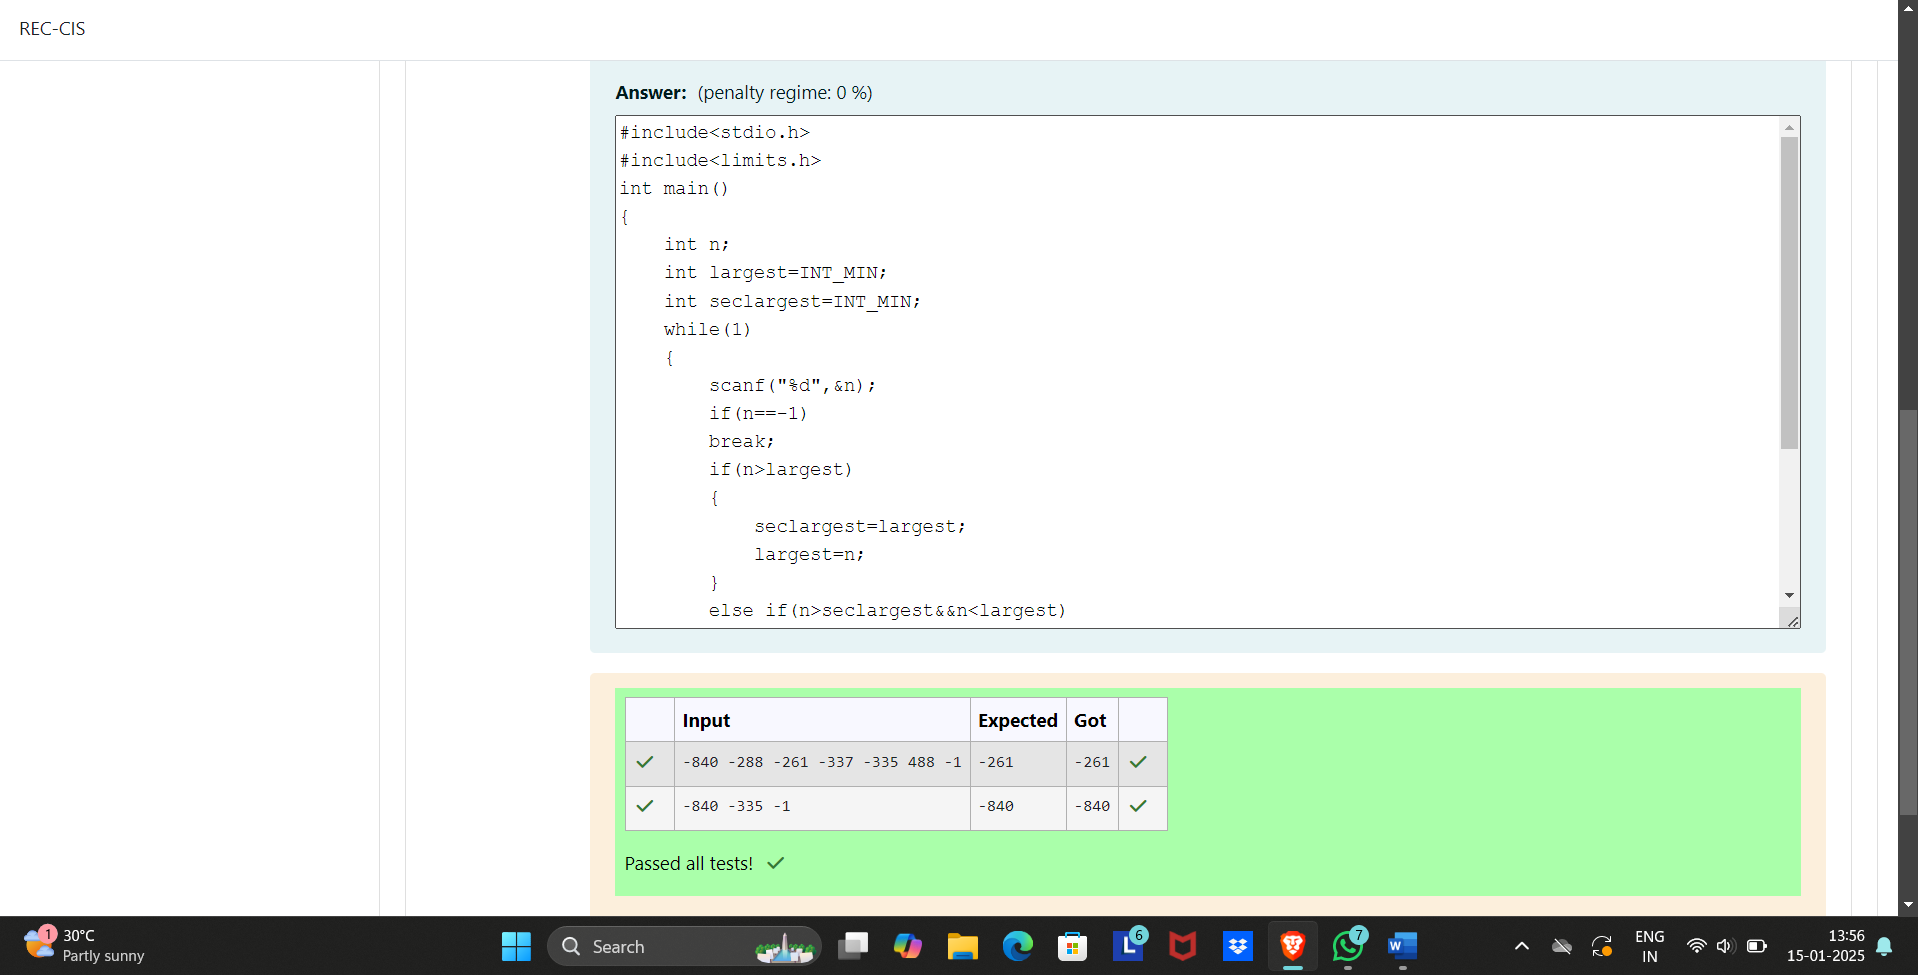 REC-CIS
Answer: (penalty regime: 0 %)
#include<stdio.h>
#include<limits.h>
int main()
{
    int n;
    int largest=INT_MIN;
    int seclargest=INT_MIN;
    while(1)
    {
        scanf("%d",&n);
        if(n==-1)
        break;
        if(n>largest)
        {
            seclargest=largest;
            largest=n;
        }
        else if(n>seclargest&&n<largest)
Input Expected Got
-840 -288 -261 -337 -335 488 -1 -261 -261
-840 -335 -1 -840 -840
Passed all tests!
1
30°C
Partly sunny
Search
L
6
7
W
ENG
IN
13:56
15-01-2025